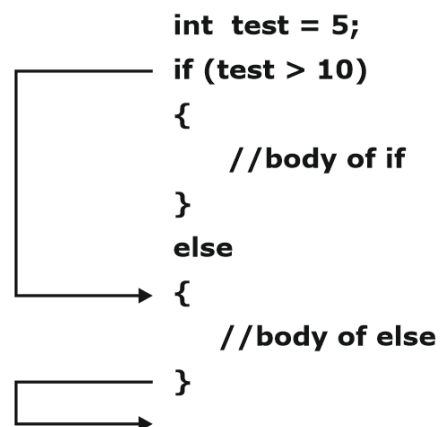 int test = 5;
if (test > 10)
{
//body of if
}
else
{
//body of else
}